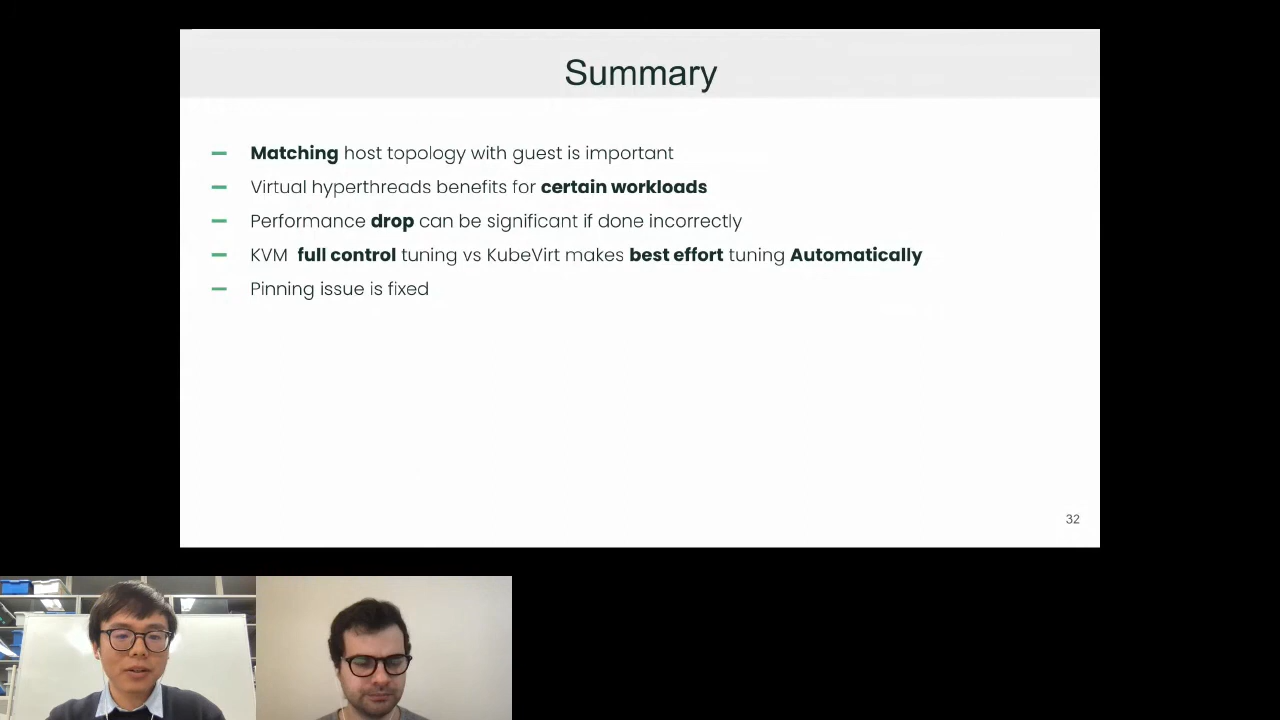 Summary
Matching host topology with guest is important
Virtual hyperthreads benefits for certain workloads
Performance drop can be significant if done incorrectly
KVM full control tuning vs KubeVirt makes best effort tuning Automatically
Pinning issue is fixed
32